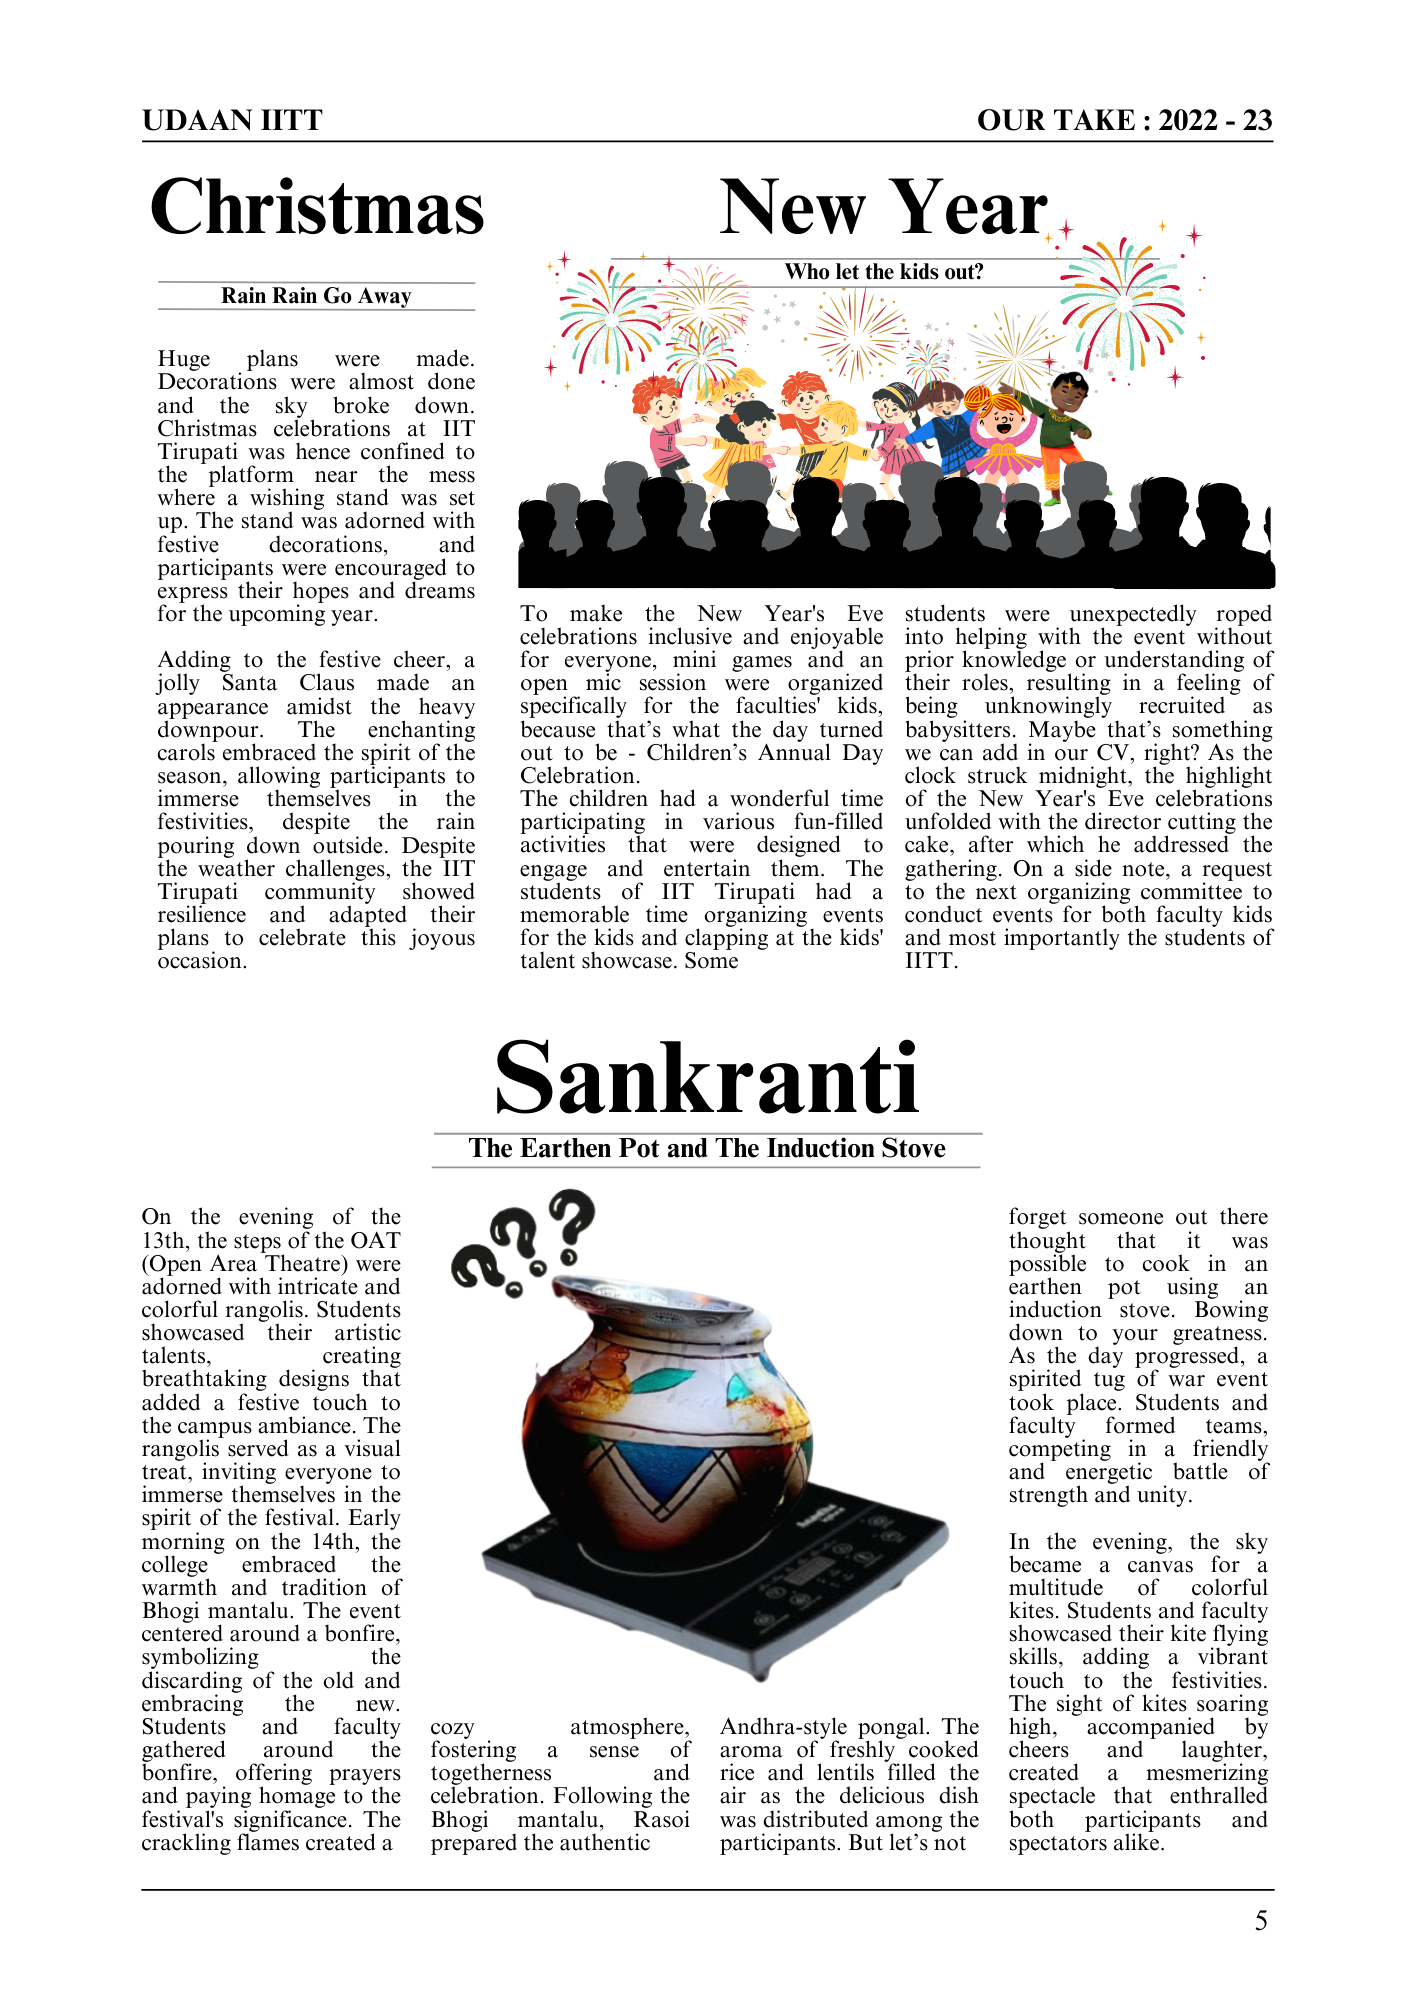 UDAAN IITT
OUR TAKE : 2022 - 23
Christmas
Rain Rain Go Away
Huge plans were made.
Decorations were almost done
and the sky broke down.
Christmas celebrations at IIT
Tirupati was hence confined to
the platform near the mess
where a wishing stand was set
up. The stand was adorned with
festive decorations, and
participants were encouraged to
express their hopes and dreams
for the upcoming year.
Adding to the festive cheer, a
jolly Santa Claus made an
appearance amidst the heavy
downpour. The enchanting
carols embraced the spirit of the
season, allowing participants to
immerse themselves in the
festivities, despite the rain
pouring down outside. Despite
the weather challenges, the IIT
Tirupati community showed
resilience and adapted their
plans to celebrate this joyous
occasion.
New Year
Who let the kids out?
To make the New Year's Eve
celebrations inclusive and enjoyable
for everyone, mini games and an
open mic session were organized
specifically for the faculties' kids,
because that’s what the day turned
out to be - Children’s Annual Day
Celebration.
The children had a wonderful time
participating in various fun-filled
activities that were designed to
engage and entertain them. The
students of IIT Tirupati had a
memorable time organizing events
for the kids and clapping at the kids'
talent showcase. Some
students were unexpectedly roped
into helping with the event without
prior knowledge or understanding of
their roles, resulting in a feeling of
being unknowingly recruited as
babysitters. Maybe that’s something
we can add in our CV, right? As the
clock struck midnight, the highlight
of the New Year's Eve celebrations
unfolded with the director cutting the
cake, after which he addressed the
gathering. On a side note, a request
to the next organizing committee to
conduct events for both faculty kids
and most importantly the students of
IITT.
Sankranti
The Earthen Pot and The Induction Stove
On the evening of the
13th, the steps of the OAT
(Open Area Theatre) were
adorned with intricate and
colorful rangolis. Students
showcased their artistic
talents, creating
breathtaking designs that
added a festive touch to
the campus ambiance. The
rangolis served as a visual
treat, inviting everyone to
immerse themselves in the
spirit of the festival. Early
morning on the 14th, the
college embraced the
warmth and tradition of
Bhogi mantalu. The event
centered around a bonfire,
symbolizing the
discarding of the old and
embracing the new.
Students and faculty
gathered around the
bonfire, offering prayers
and paying homage to the
festival's significance. The
crackling flames created a
???
cozy atmosphere,
fostering a sense of
togetherness and
celebration. Following the
Bhogi mantalu, Rasoi
prepared the authentic
Andhra-style pongal. The
aroma of freshly cooked
rice and lentils filled the
air as the delicious dish
was distributed among the
participants. But let’s not
forget someone out there
thought that it was
possible to cook in an
earthen pot using an
induction stove. Bowing
down to your greatness.
As the day progressed, a
spirited tug of war event
took place. Students and
faculty formed teams,
competing in a friendly
and energetic battle of
strength and unity.
In the evening, the sky
became a canvas for a
multitude of colorful
kites. Students and faculty
showcased their kite flying
skills, adding a vibrant
touch to the festivities.
The sight of kites soaring
high, accompanied by
cheers and laughter,
created a mesmerizing
spectacle that enthralled
both participants and
spectators alike.
5